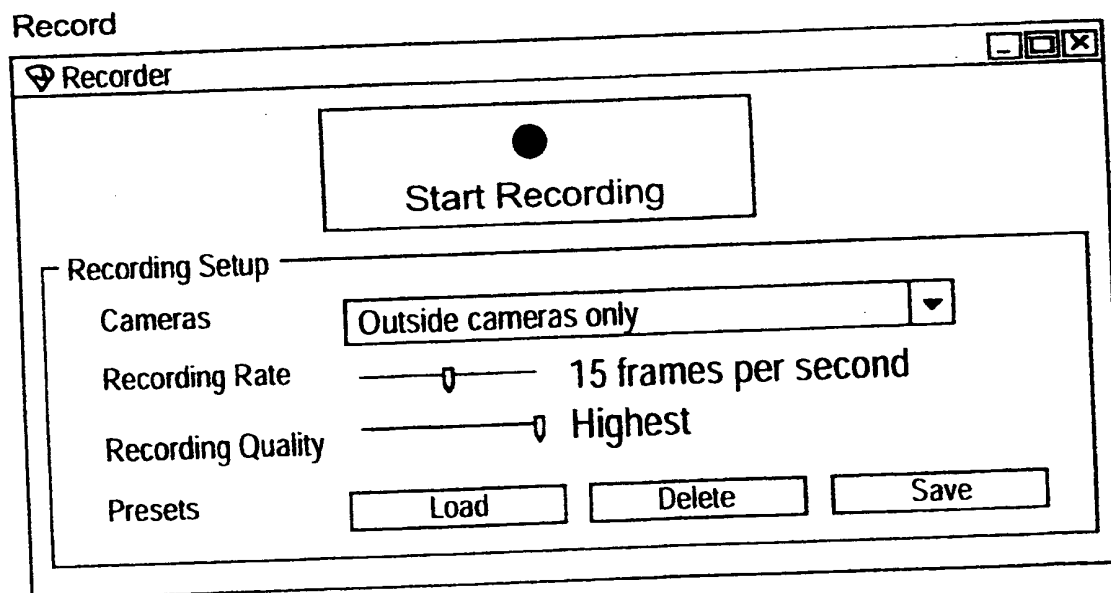 Record
Recorder
Start Recording
Recording Setup
Cameras Outside cameras only
Recording Rate 15 frames per second
Recording Quality Highest
Presets Load Delete Save